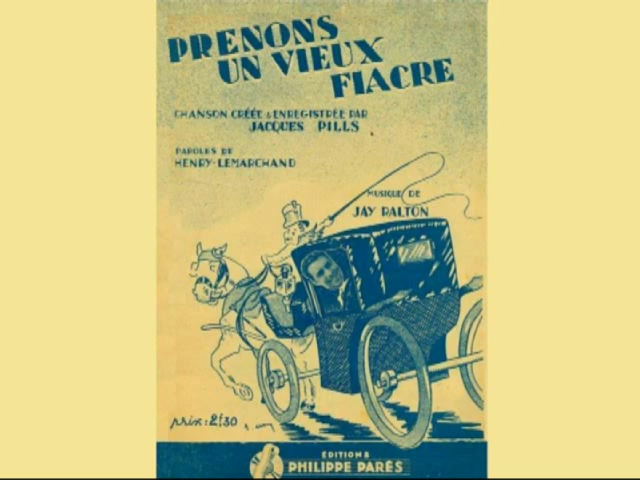 PRENONS
UN VIEUX
FIACRE
CHANSON CRÉÉE & ENREGISTRÉE PAR
JACQUES PILLS
PAROLES DE
HENRY-LEMARCHAND
MUSIQUE DE
JAY RALTON
prix: 2f30
ÉDITIONS
PHILIPPE PARÈS